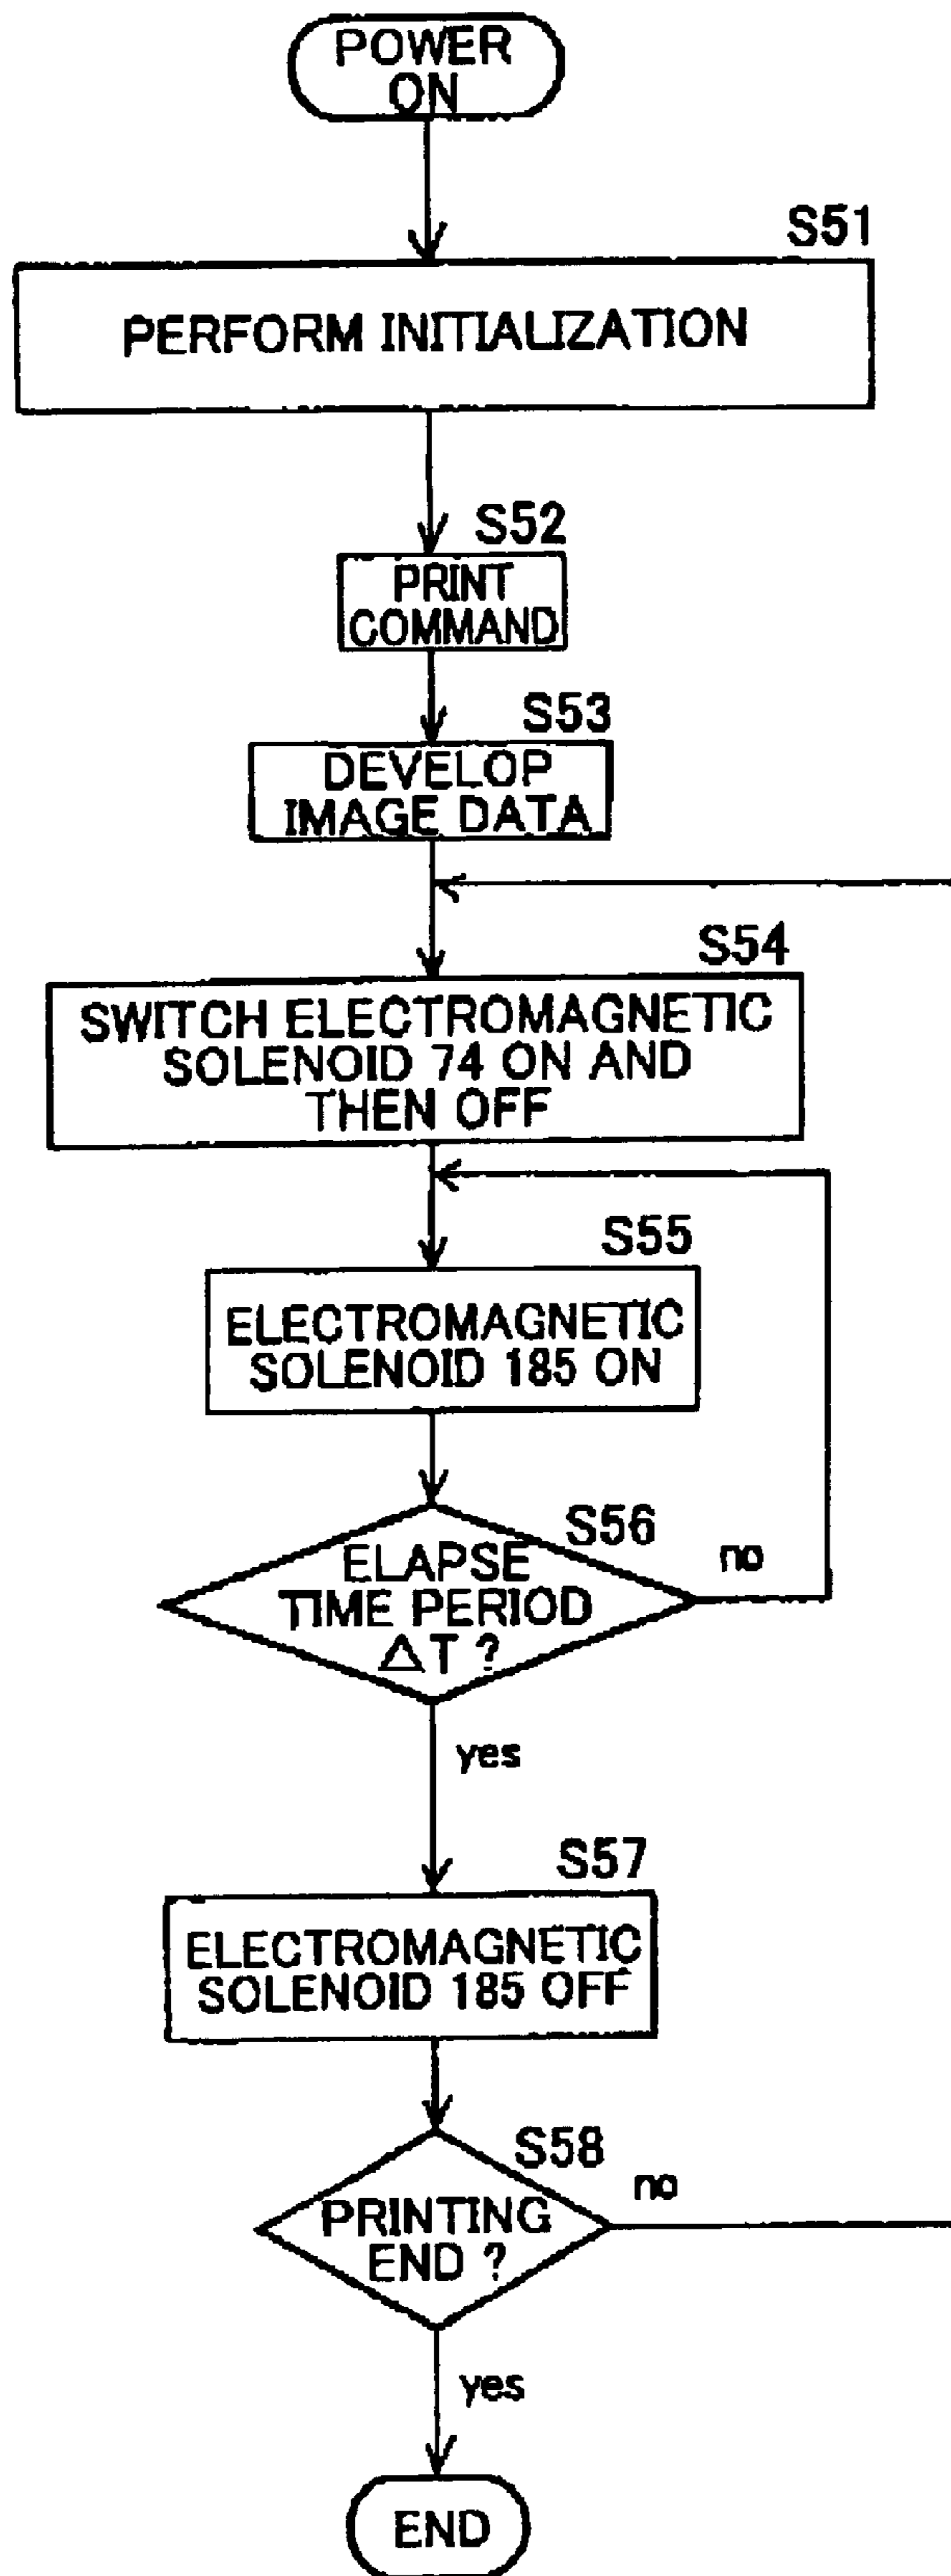 POWER
ON
S51
PERFORM INITIALIZATION
S52
PRINT
COMMAND
S53
DEVELOP
IMAGE DATA
S54
SWITCH ELECTROMAGNETIC
SOLENOID 74 ON AND
THEN OFF
S55
ELECTROMAGNETIC
SOLENOID 185 ON
S56
ELAPSE
TIME PERIOD
△T ?
no
yes
S57
ELECTROMAGNETIC
SOLENOID 185 OFF
S58
PRINTING
END ?
no
yes
END